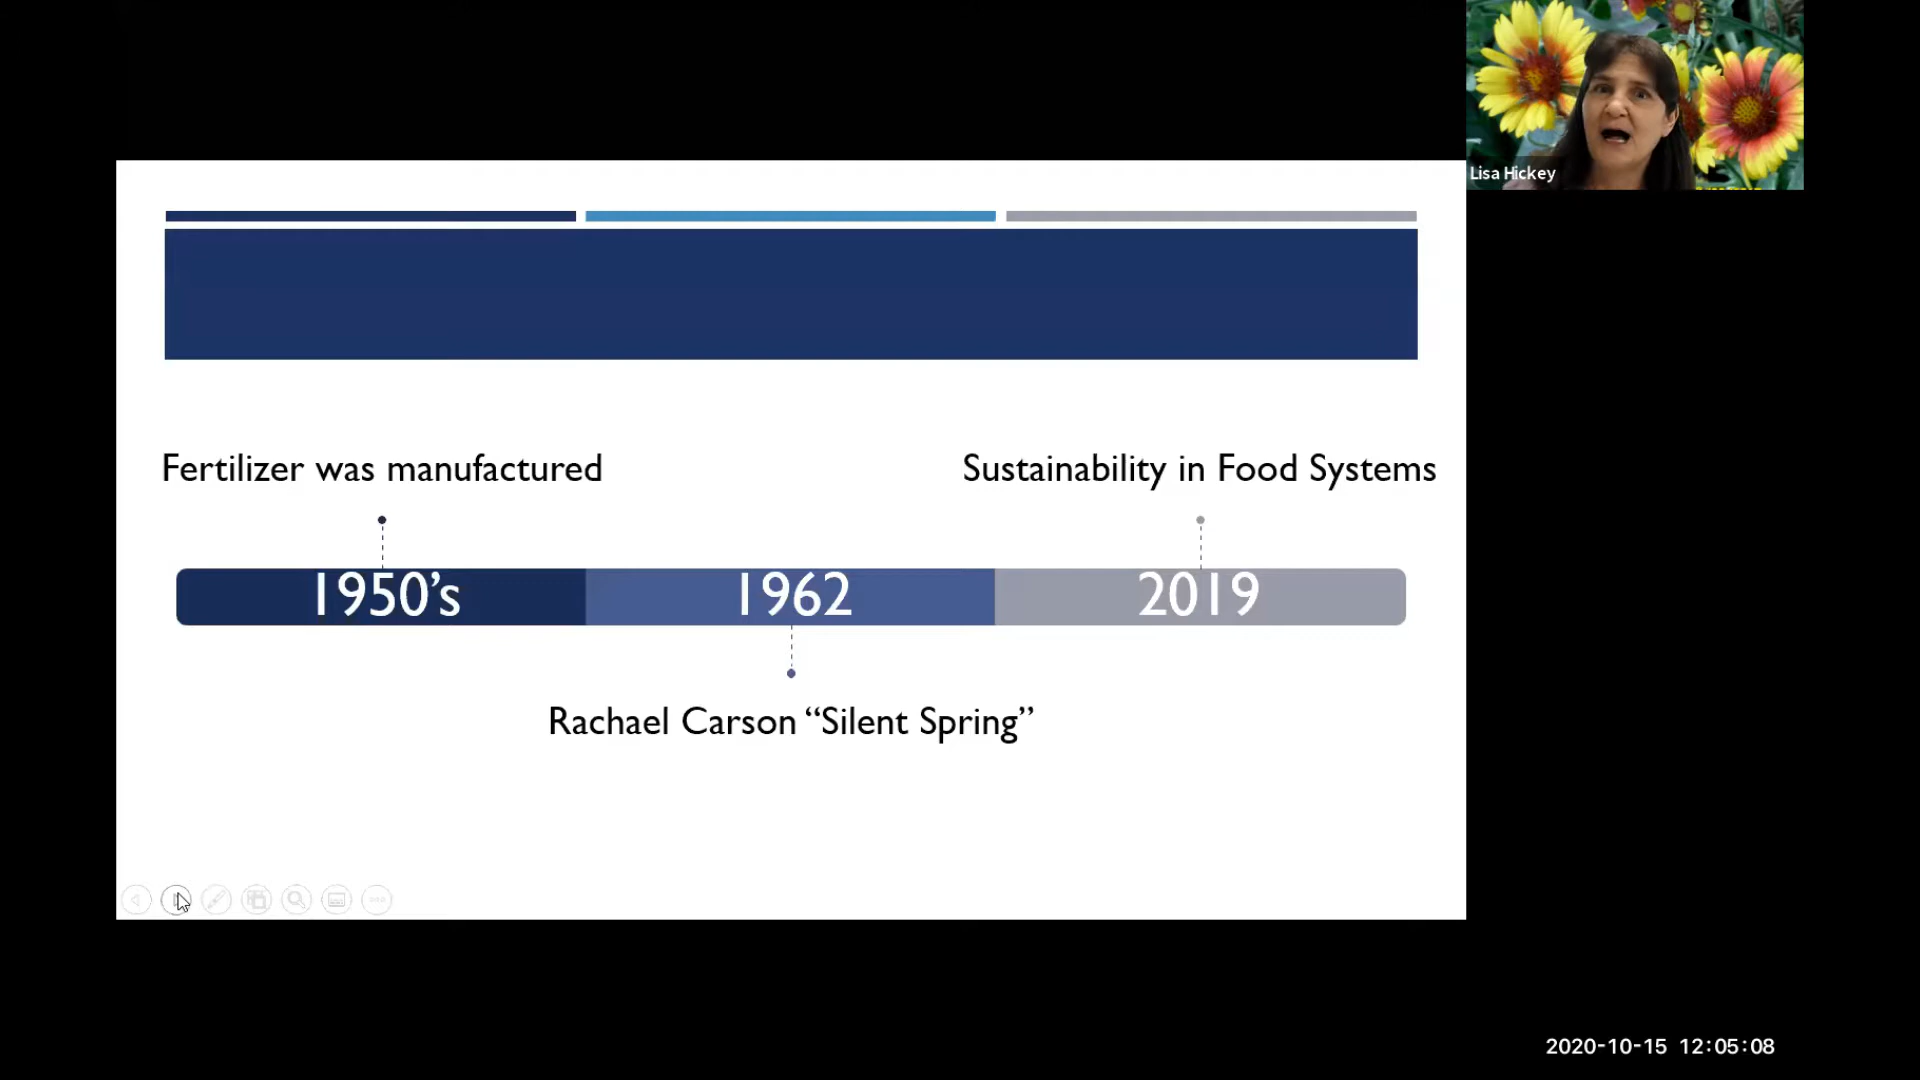 Lisa Hickey
Fertilizer was manufactured
Sustainability in Food Systems
1950’s
1962
2019
Rachael Carson “Silent Spring”
2020-10-15 12:05:08